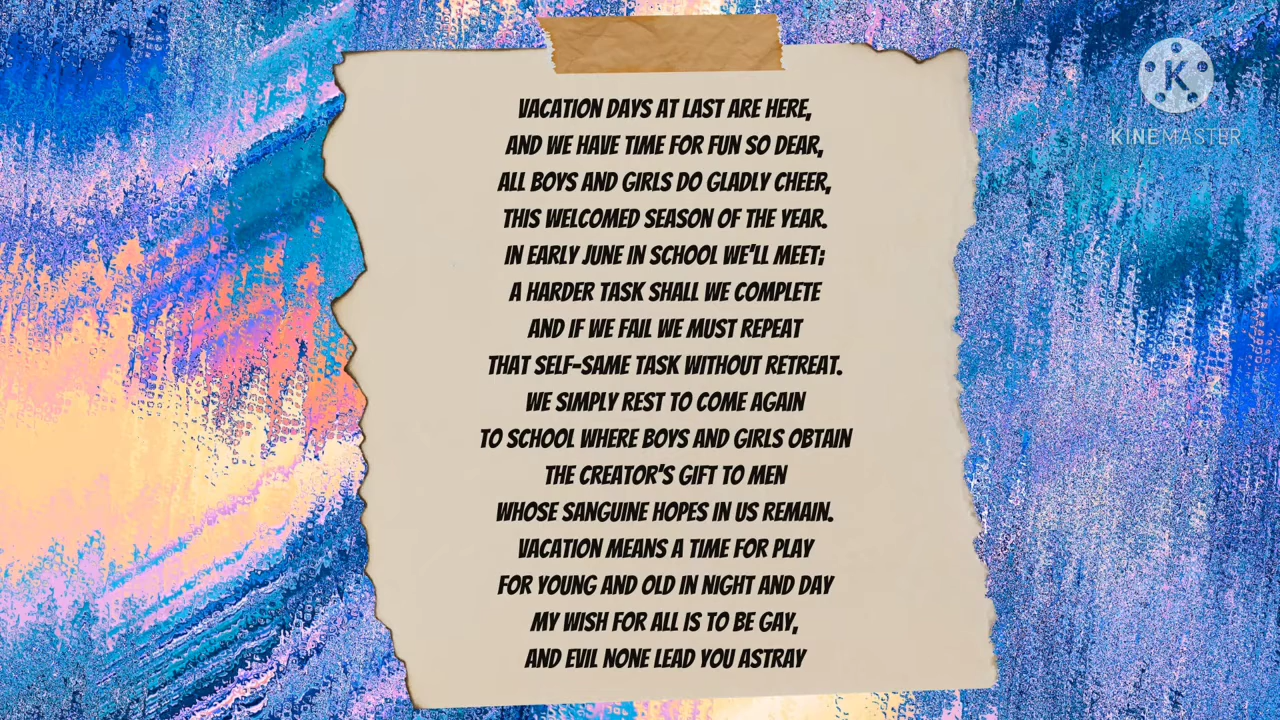 VACATION DAYS AT LAST ARE HERE,
AND WE HAVE TIME FOR FUN SO DEAR,
ALL BOYS AND GIRLS DO GLADLY CHEER,
THIS WELCOMED SEASON OF THE YEAR.
IN EARLY JUNE IN SCHOOL WE'LL MEET;
A HARDER TASK SHALL WE COMPLETE
AND IF WE FAIL WE MUST REPEAT
THAT SELF-SAME TASK WITHOUT RETREAT.
WE SIMPLY REST TO COME AGAIN
TO SCHOOL WHERE BOYS AND GIRLS OBTAIN
THE CREATOR'S GIFT TO MEN
WHOSE SANGUINE HOPES IN US REMAIN.
VACATION MEANS A TIME FOR PLAY
FOR YOUNG AND OLD IN NIGHT AND DAY
MY WISH FOR ALL IS TO BE GAY,
AND EVIL NONE LEAD YOU ASTRAY
K
KINEMASTER